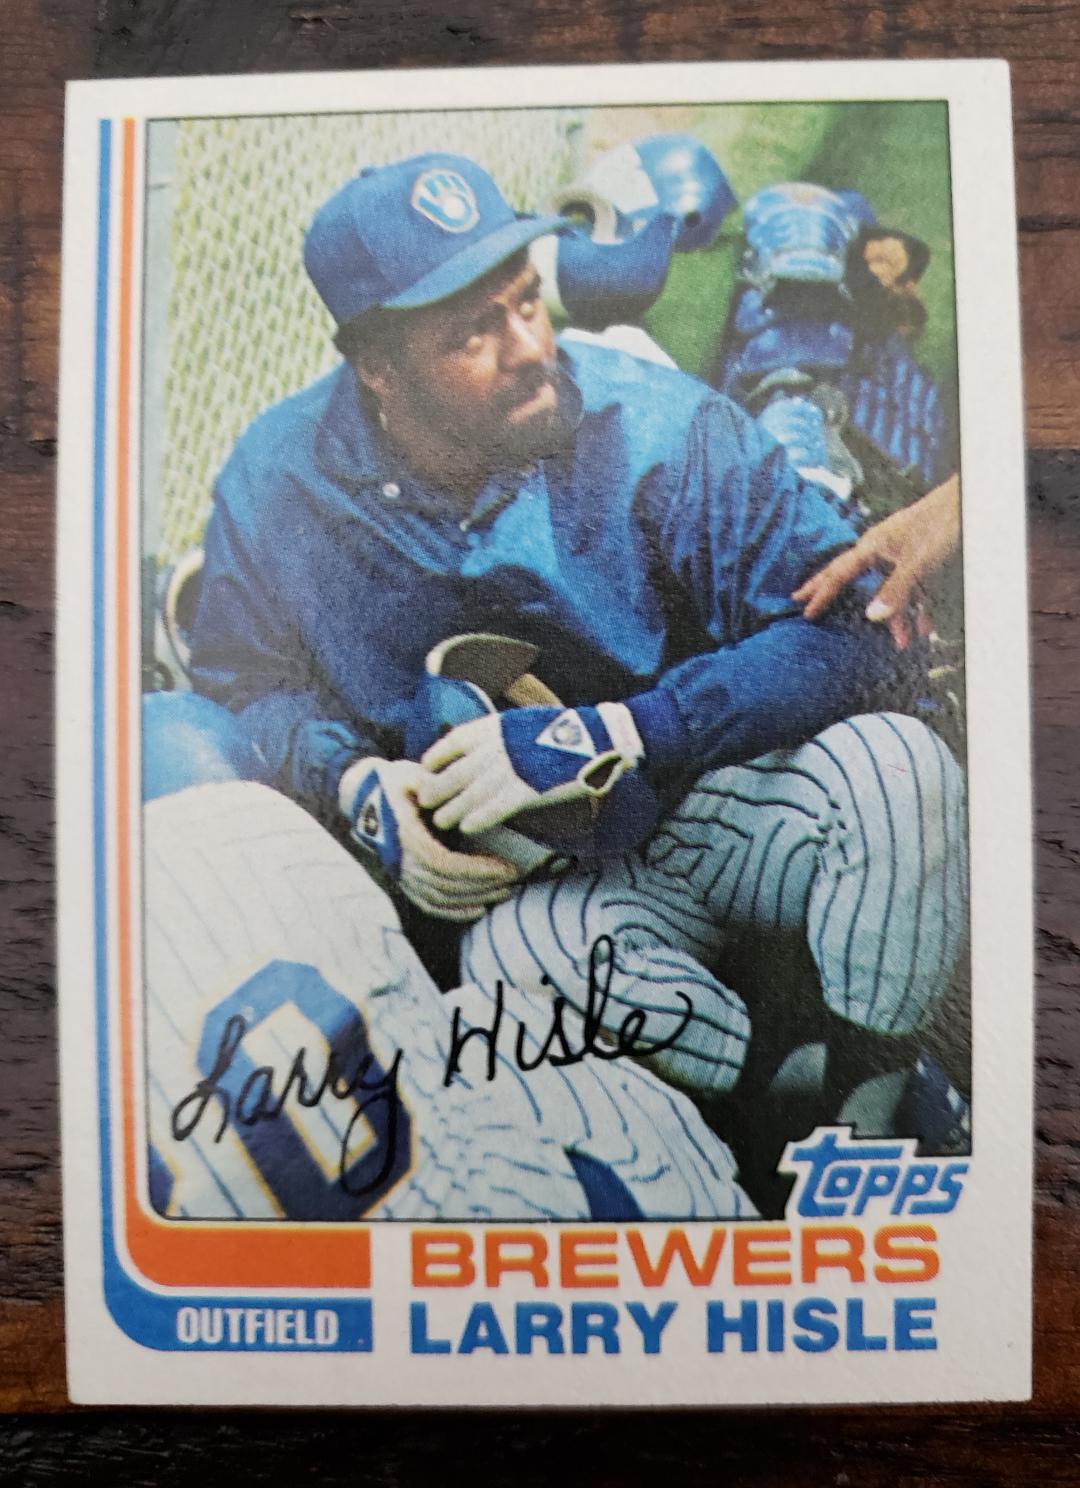 Larry Hisle
topps
BREWERS
OUTFIELD
LARRY HISLE